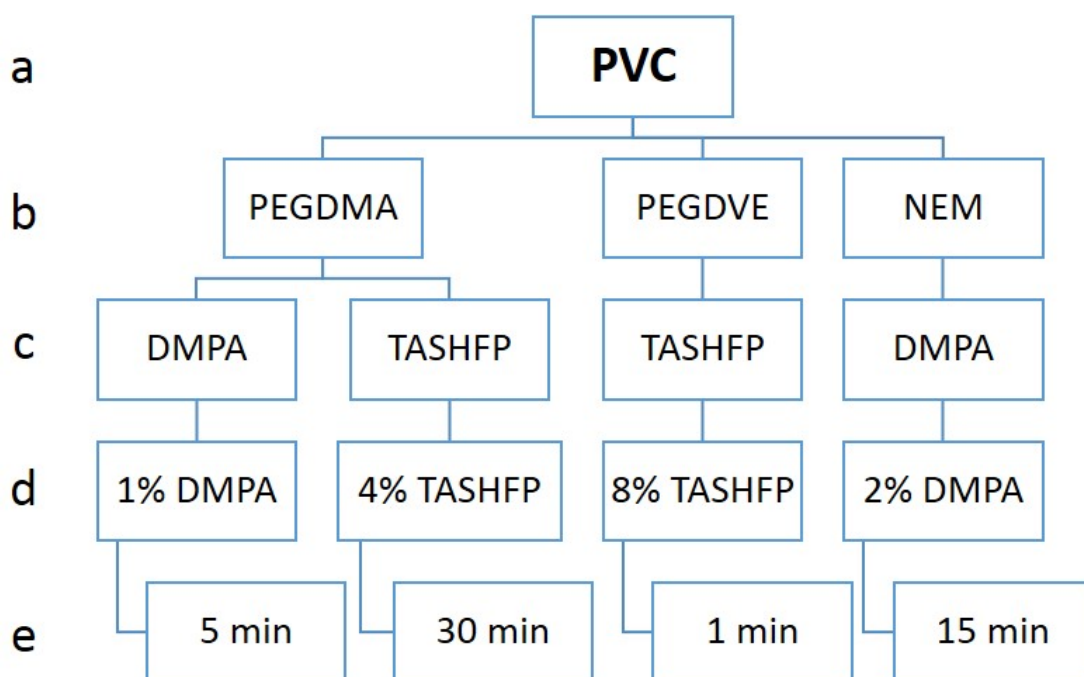 a
PVC
b
PEGDMA
PEGDVE
NEM
c
DMPA
TASHFP
TASHFP
DMPA
d
1% DMPA
4% TASHFP
8% TASHFP
2% DMPA
e
5 min
30 min
1 min
15 min